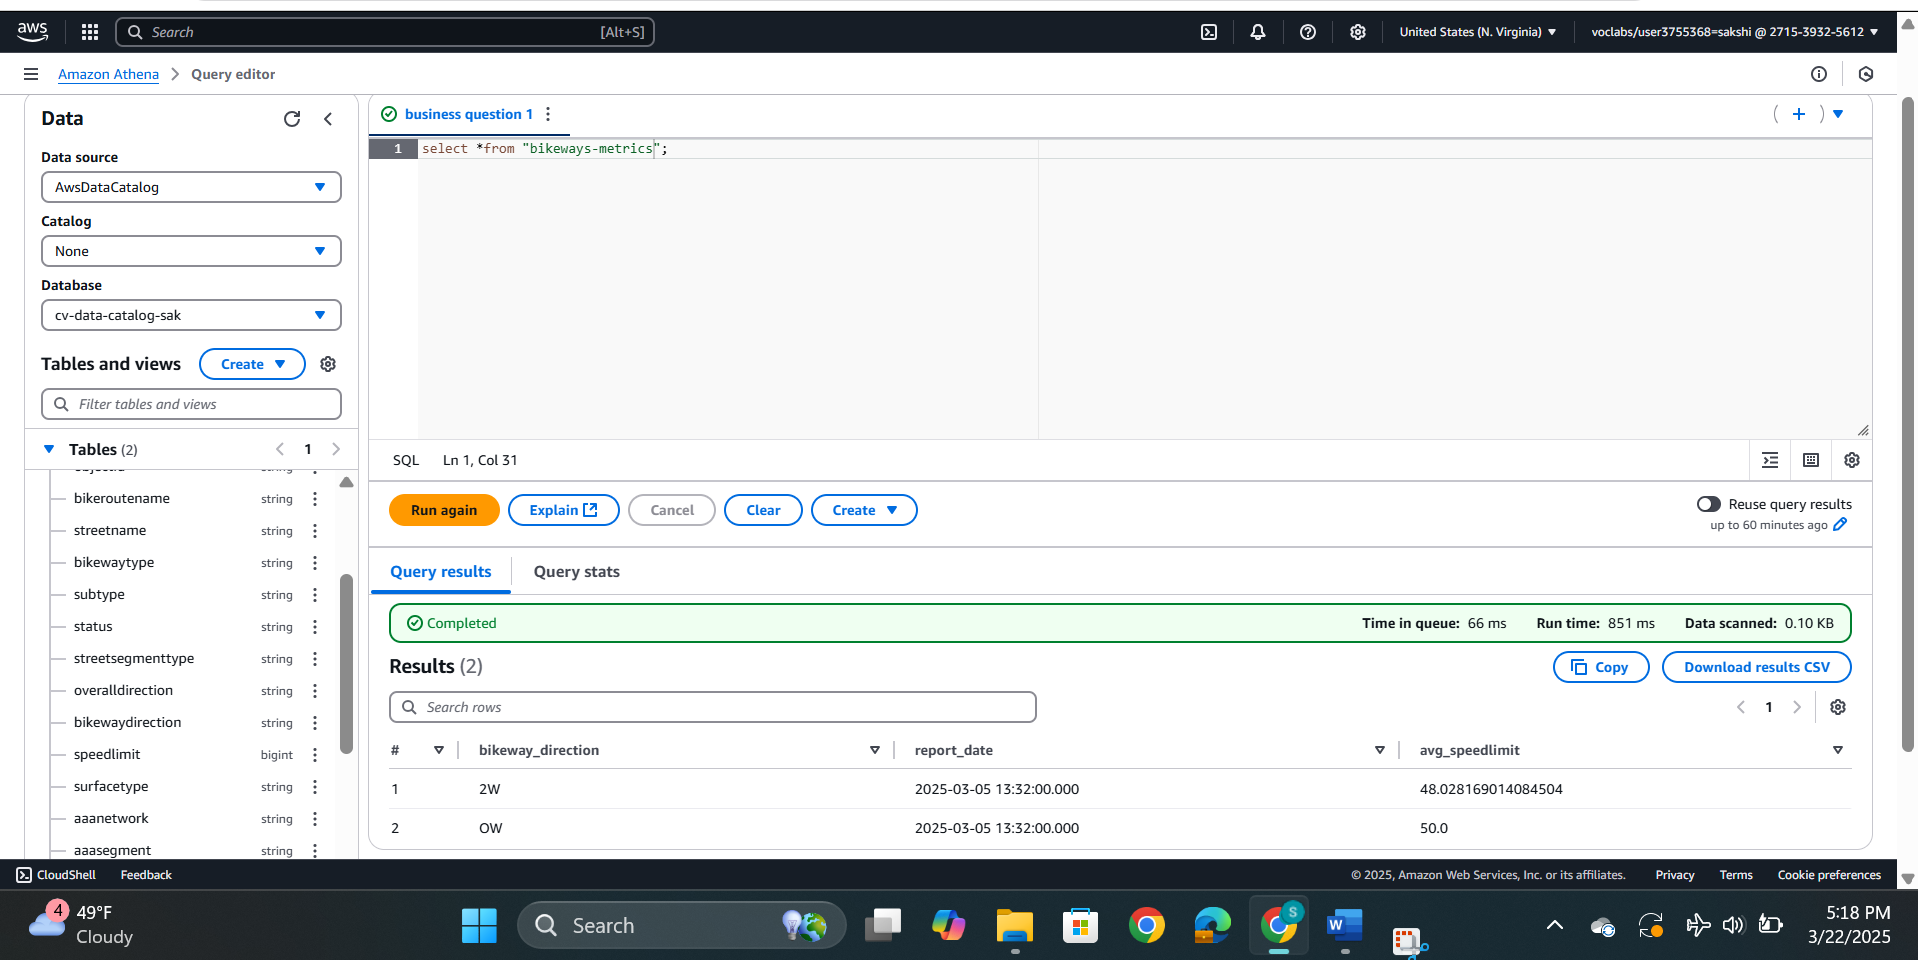 aws
Search [Alt+S]
United States (N. Virginia) ▼
voclabs/user3755368=sakshi @ 2715-3932-5612 ▼
Amazon Athena > Query editor
Data
Data source
AwsDataCatalog
Catalog
None
Database
cv-data-catalog-sak
Tables and views
Create
Filter tables and views
Tables (2)
1
objectid string
bikeroutename string
streetname string
bikewaytype string
subtype string
status string
streetsegmenttype string
overalldirection string
bikewaydirection string
speedlimit bigint
surfacetype string
aaanetwork string
aaasegment string
business question 1
1 select *from "bikeways-metrics";
SQL Ln 1, Col 31
Run again
Explain
Cancel
Clear
Create
Reuse query results
up to 60 minutes ago
Query results
Query stats
Completed
Time in queue: 66 ms
Run time: 851 ms
Data scanned: 0.10 KB
Results (2)
Copy
Download results CSV
Search rows
1
# bikeway_direction report_date avg_speedlimit
1 2W 2025-03-05 13:32:00.000 48.028169014084504
2 OW 2025-03-05 13:32:00.000 50.0
CloudShell
Feedback
© 2025, Amazon Web Services, Inc. or its affiliates.
Privacy
Terms
Cookie preferences
4
49°F
Cloudy
Search
S
W
5:18 PM
3/22/2025